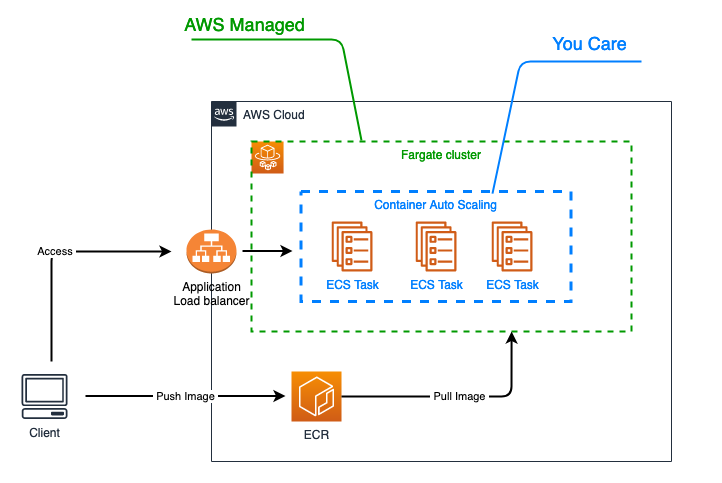 AWS Managed
You Care
aws
AWS Cloud
Fargate cluster
Container Auto Scaling
ECS Task
ECS Task
ECS Task
Access
Application
Load balancer
Push Image
Pull Image
Client
ECR